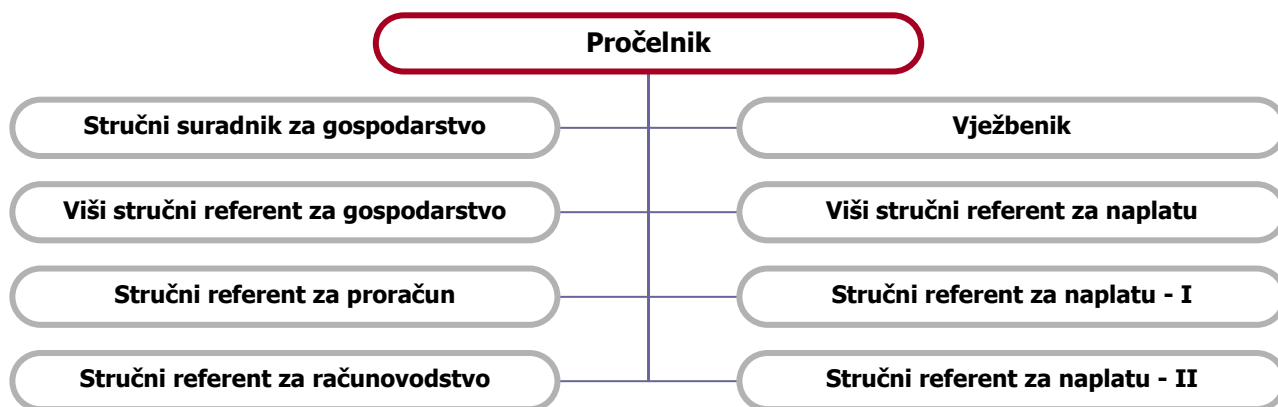 Pročelnik
Stručni suradnik za gospodarstvo
Vježbenik
Viši stručni referent za gospodarstvo
Viši stručni referent za naplatu
Stručni referent za proračun
Stručni referent za naplatu - I
Stručni referent za računovodstvo
Stručni referent za naplatu - II